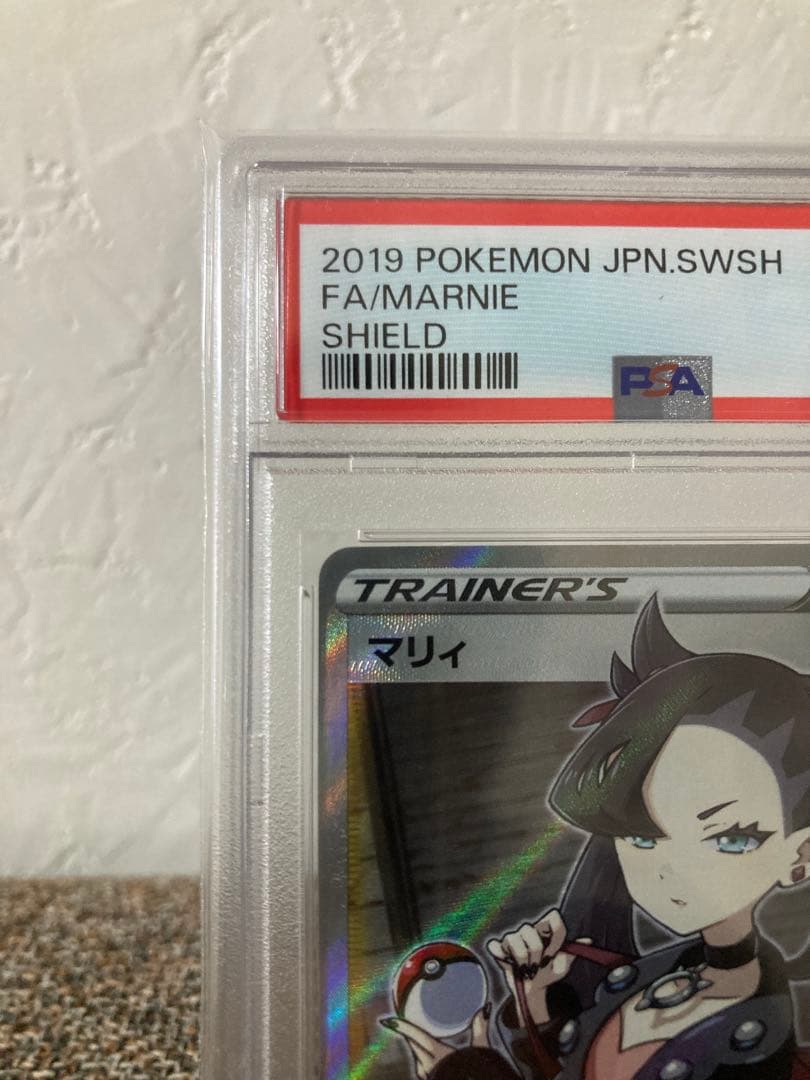 2019 POKEMON JPN.SWSH
FA/MARNIE
SHIELD
PSA
TRAINER'S
マリィ